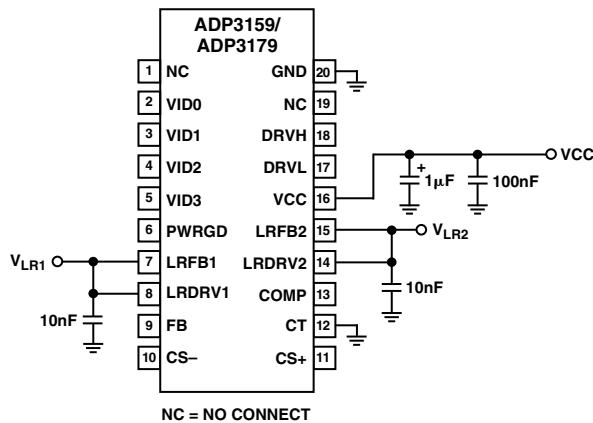 ADP3159/
ADP3179
1 NC GND 20
2 VID0 NC 19
3 VID1 DRVH 18
4 VID2 DRVL 17
VCC
1μF 100nF
5 VID3 VCC 16
6 PWRGD LRFB2 15
VLR2
VLR1
7 LRFB1 LRDRV2 14
8 LRDRV1 COMP 13
10nF
10nF
9 FB CT 12
10 CS– CS+ 11
NC = NO CONNECT